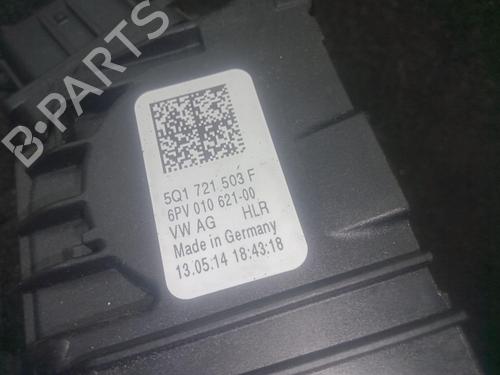 B-PARTS
5Q1 721 503 F
6PV 010 621-00
VW AG HLR
Made in Germany
13.05.14 18:43:18